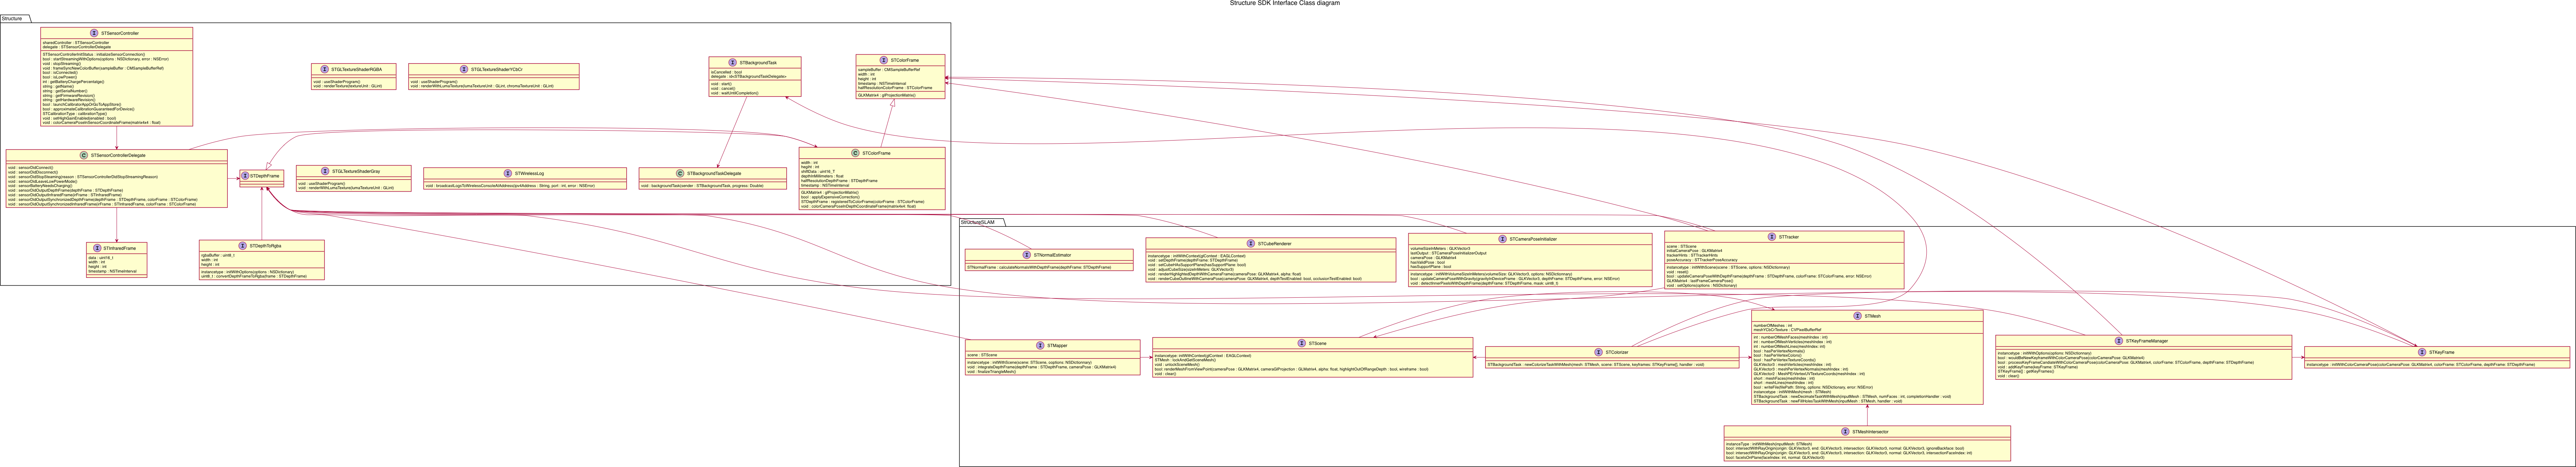 Structure SDK Interface Class diagram
Structure
STSensorController
sharedController : STSensorController
delegate : STSensorControllerDelegate
STSensorControllerInitStatus : initializeSensorConnection()
bool : startStreamingWithOptions(options : NSDictionary, error : NSError)
void : stopStreaming()
void : frameSyncNewColorBuffer(sampleBuffer : CMSampleBufferRef)
bool : isConnected()
bool : isLowPower()
int : getBatteryChargePercentatge()
string : getName()
string : getSerialNumber()
string : getFirmwareRevision()
string : getHardwareRevision()
bool : launchCalibratorAppOrGoToAppStore()
bool : approximateCalibrationGuaranteedForDevice()
STCalibrationType : calibrationType()
void : setHighGainEnabled(enabled : bool)
void : colorCameraPoseInSensorCoordinateFrame(matrix4x4 : float)
STGLTextureShaderRGBA
void : useShaderProgram()
void : renderTexture(textureUnit : GLint)
STGLTextureShaderYCbCr
void : useShaderProgram()
void : renderWithLumaTexture(lumaTextureUnit : GLint, chromaTextureUnit : GLint)
STBackgroundTask
isCancelled : bool
delegate : id<STBackgroundTaskDelegate>
void : start()
void : cancel()
void : waitUntilCompletion()
STColorFrame
sampleBuffer : CMSampleBufferRef
width : int
height : int
timestamp : NSTimeInterval
halfResolutionColorFrame : STColorFrame
GLKMatrix4 : glProjectionMatrix()
STSensorControllerDelegate
void : sensorDidConnect()
void : sensorDidDisconnect()
void : sensorDidStopStreaming(reason : STSensorControllerDidStopStreamingReason)
void : sensorDidLeaveLowPowerMode()
void : sensorBatteryNeedsCharging()
void : sensorDidOutputDepthFrame(depthFrame : STDepthFrame)
void : sensorDidOutputInfraredFrame(irFrame : STInfraredFrame)
void : sensorDidOutputSynchronizedDepthFrame(depthFrame : STDepthFrame, colorFrame : STColorFrame)
void : sensorDidOutputSynchronizedInfraredFrame(irFrame : STInfraredFrame, colorFrame : STColorFrame)
STDepthFrame
STGLTextureShaderGray
void : useShaderProgram()
void : renderWithLumaTexture(lumaTextureUnit : GLint)
STWirelessLog
void : broadcastLogsToWirelessConsoleAtAddress(ipv4Address : String, port : int, error : NSError)
STBackgroundTaskDelegate
void : backgroundTask(sender : STBackgroundTask, progress: Double)
STColorFrame
width : int
height : int
shiftData : uint16_T
depthInMillimeters : float
halfResolutionDepthFrame : STDepthFrame
timestamp : NSTimeInterval
GLKMatrix4 : glProjectionMatrix()
bool : applyExpensiveCorrection()
STDepthFrame : registeredToColorFrame(colorFrame : STColorFrame)
void : colorCameraPoseInDepthCoordinateFrame(matrix4x4 : float)
STInfraredFrame
data : uint16_t
width : int
height : int
timestamp : NSTimeInterval
STDepthToRgba
rgbaBuffer : uint8_t
width : int
height : int
instancetype : initWithOptions(options : NSDictionary)
uint8_t : convertDepthFrameToRgba(frame : STDepthFrame)
StructureSLAM
STNormalEstimator
STNormalFrame : calculateNormalsWithDepthFrame(depthFrame : STDepthFrame)
STCubeRenderer
instancetype : initWithContext(glContext : EAGLContext)
void : setDepthFrame(depthFrame : STDepthFrame)
void : setCubeHasSupportPlane(hasSupportPlane : bool)
void : adjustCubeSize(sizeInMeters : GLKVector3)
void : renderHighlightedDepthWithCameraFrame(cameraPose : GLKMatrix4, alpha : float)
void : renderCubeOutlineWithCameraPose(cameraPose : GLKMatrix4, depthTestEnabled : bool, occlusionTestEnabled : bool)
STCameraPoseInitializer
volumeSizeInMeters : GLKVector3
lastOutput : STCameraPoseInitializerOutput
cameraPose : GLKMatrix4
hasValidPose : bool
hasSupportPlane : bool
instancetype : initWithVolumeSizeInMeters(volumeSize : GLKVector3, options : NSDictionary)
bool : updateCameraPoseWithGravity(gravityInDeviceFrame : GLKVector3, depthFrame : STDepthFrame, error : NSError)
void : detectInnerPixelsWithDepthFrame(depthFrame : STDepthFrame, mask : uint8_t)
STTracker
scene : STScene
initialCameraPose : GLKMatrix4
trackerHints : STTrackerHints
poseAccuracy : STTrackerPoseAccuracy
instancetype : initWithScene(scene : STScene, options : NSDictionary)
void : reset()
bool : updateCameraPoseWithDepthFrame(depthFrame : STDepthFrame, colorFrame : STColorFrame, error : NSError)
GLKMatrix4 : lastFrameCameraPose()
void : setOptions(options : NSDictionary)
STMapper
scene : STScene
instancetype : initWithScene(scene : STScene, options : NSDictionary)
void : integrateDepthFrame(depthFrame : STDepthFrame, cameraPose : GLKMatrix4)
void : finalizeTriangleMesh()
STScene
instancetype : initWithContext(glContext : EAGLContext)
STMesh : lockAndGetSceneMesh()
void : unlockSceneMesh()
bool : renderMeshFromViewPoint(cameraPose : GLKMatrix4, cameraGlProjection : GLKMatrix4, alpha : float, highlightOutOfRangeDepth : bool, wireframe : bool)
void : clear()
STColorizer
STBackgroundTask : newColorizeTaskWithMesh(mesh : STMesh, scene: STScene, keyframes, STKeyFrame[], handler : void)
STMesh
numberOfMeshes : int
meshYCbCrTexture : CVPixelBufferRef
int : numberOfMeshFaces(meshIndex : int)
int : numberOfMeshVerticies(meshIndex : int)
int : numberOfMeshLines(meshIndex : int)
bool : hasPerVertexNormals()
bool : hasPerVertexColors()
bool : hasPerVertexTextureCoords()
GLKVector3 : meshVertices(meshIndex : int)
GLKVector3 : meshPerVertexNormals(meshIndex : int)
GLKVector2 : MeshPErVertexUVTextureCoords(meshIndex : int)
short : meshFaces(meshIndex : int)
short : meshLines(meshIndex : int)
bool : writeFile(filePath : String, options : NSDictionary, error : NSError)
instancetype : initWithMesh(mesh : STMesh)
STBackgroundTask : newDecimateTaskWithMesh(inputMesh : STMesh, numFaces : int, completionHandler : void)
STBackgroundTask : newFillHolesTaskWithMesh(inputMesh : STMesh, handler : void)
STKeyFrameManager
instancetype : initWithOptions(options : NSDictionary)
bool : wouldBeNewKeyframeWithColorCameraPose(colorCameraPose : GLKMatrix4)
bool : processKeyFrameCandidateWithColorCameraPose(colorCameraPose : GLKMatrix4, colorFrame : STColorFrame, depthFrame : STDepthFrame)
void : addKeyFrame(keyFrame : STKeyFrame)
STKeyFrame[] : getKeyFrames()
void : clear()
STKeyFrame
instancetype : initWithColorCameraPose(colorCameraPose : GLKMatrix4, colorFrame : STColorFrame, depthFrame : STDepthFrame)
STMeshIntersector
instanceType : initWithMesh(inputMesh : STMesh)
bool : intersectWithRayOrigin(origin : GLKVector3, end : GLKVector3, intersection : GLKVector3, normal : GLKVector3, ignoreBackface : bool)
bool : intersectWithRayOrigin(origin : GLKVector3, end : GLKVector3, intersection : GLKVector3, normal : GLKVector3, intersectionFaceIndex : int)
bool : faceIsOnPlane(faceIndex : int, normal : GLKVector3)